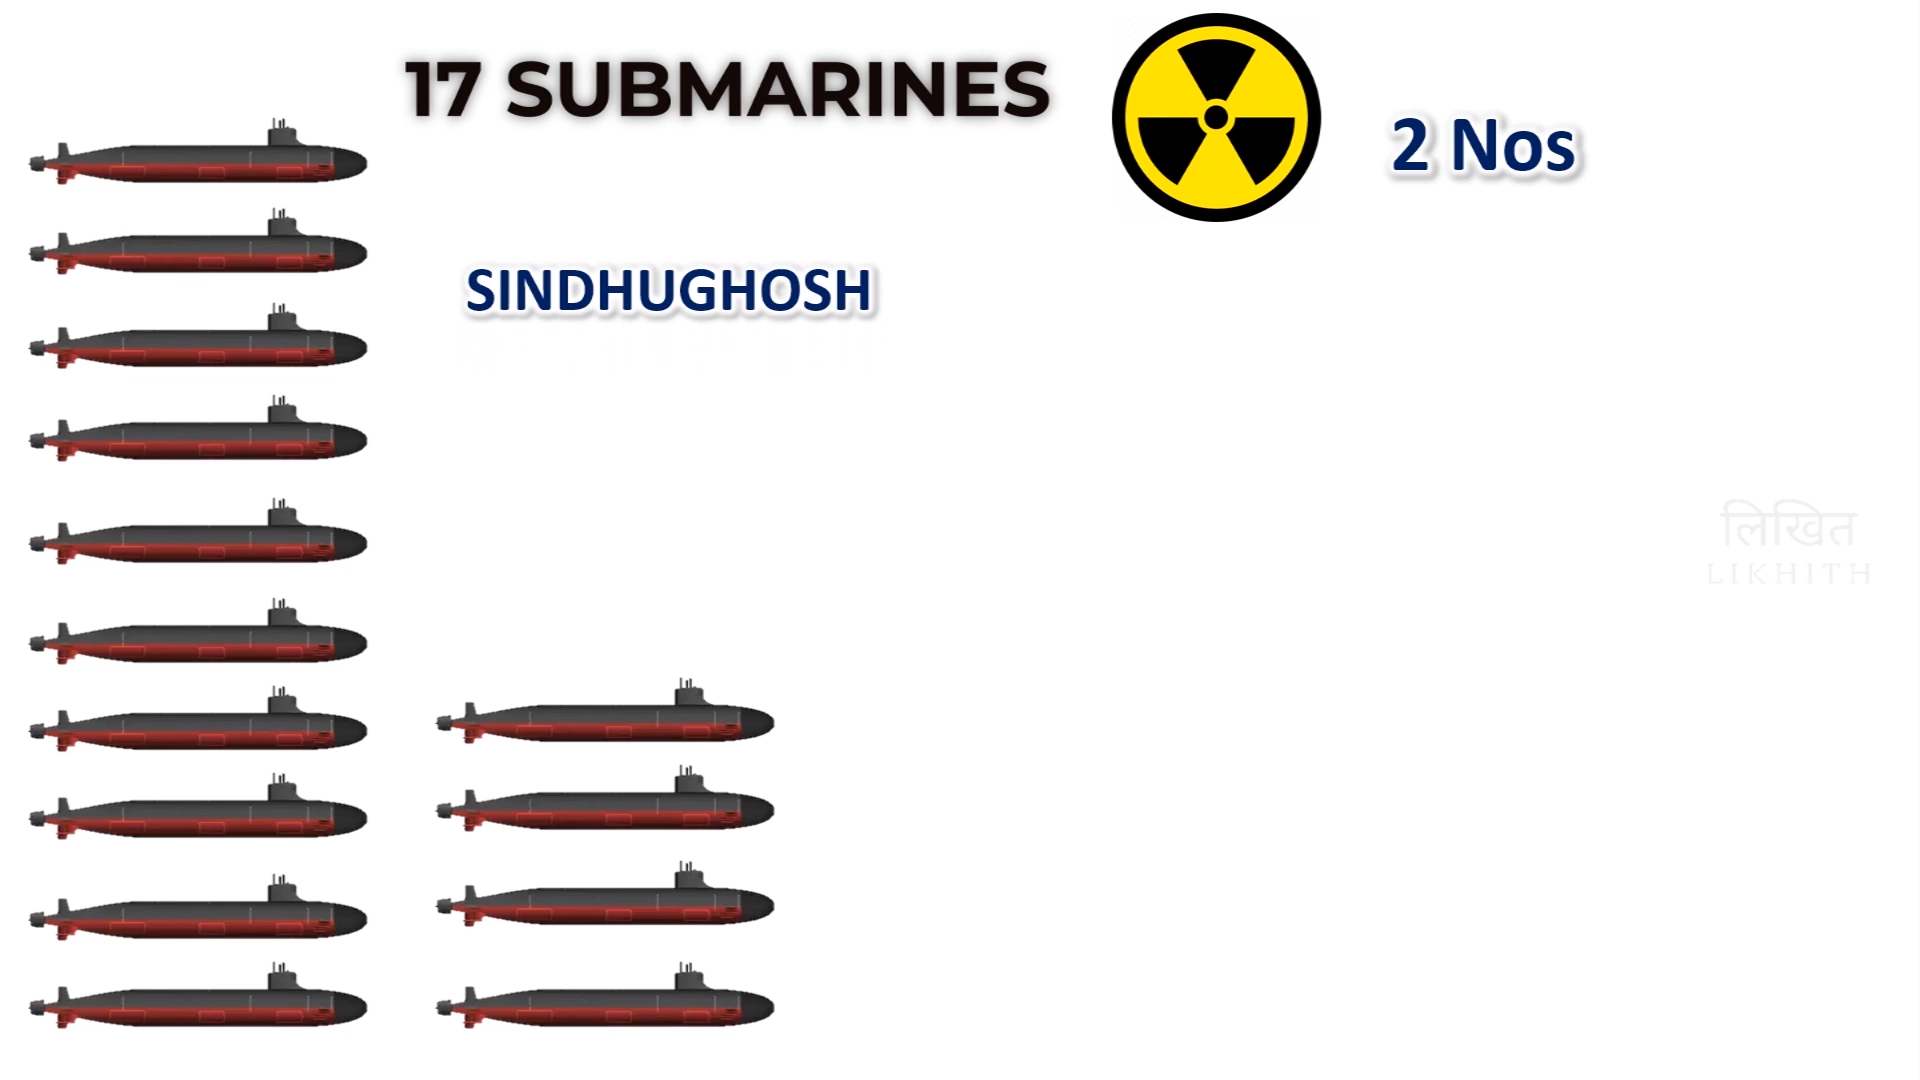 17 SUBMARINES
2 Nos
SINDHUGHOSH
लिखित
LIKHITH